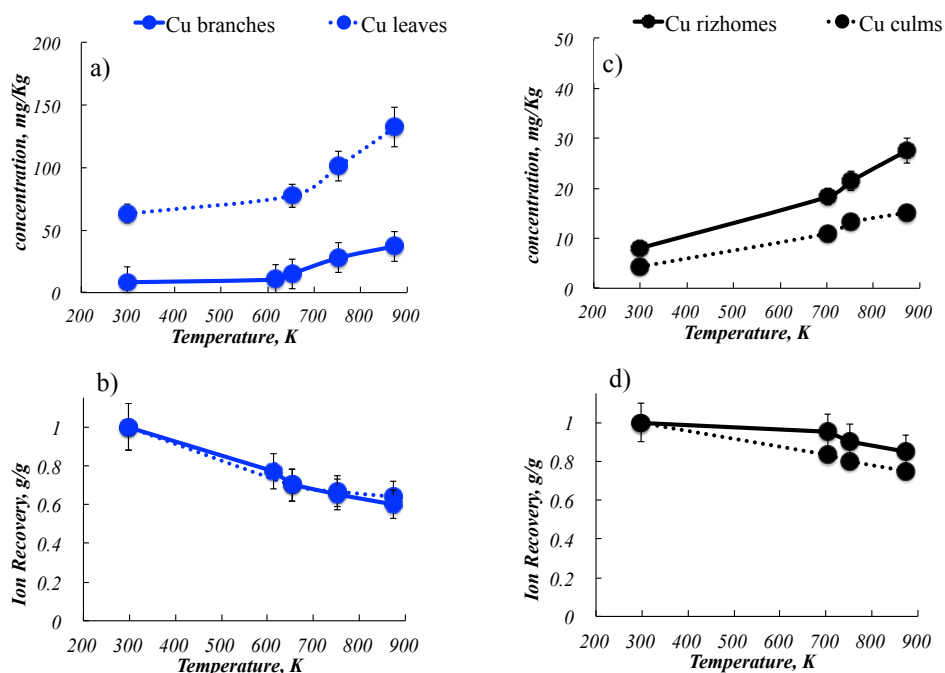 Cu branches Cu leaves
a)
concentration, mg/Kg
200
150
100
50
0
200 300 400 500 600 700 800 900
Temperature, K
Cu rizhomes Cu culms
c)
concentration, mg/Kg
50
40
30
20
10
0
200 300 400 500 600 700 800 900
Temperature, K
b)
Ion Recovery, g/g
1
0.8
0.6
0.4
0.2
0
200 300 400 500 600 700 800 900
Temperature, K
d)
Ion Recovery, g/g
1
0.8
0.6
0.4
0.2
0
200 300 400 500 600 700 800 900
Temperature, K